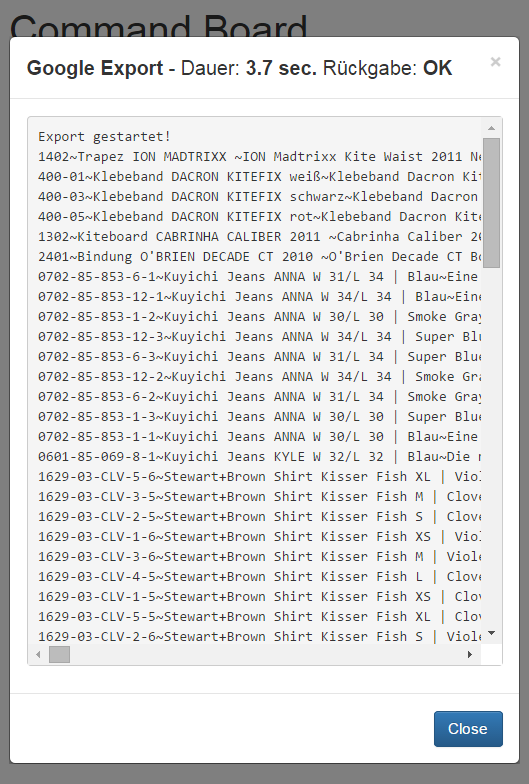 Command Board
Google Export - Dauer: 3.7 sec. Rückgabe: OK
×
Export gestartet!
1402~Trapez ION MADTRIXX ~ION Madtrixx Kite Waist 2011 Ne
400-01~Klebeband DACRON KITEFIX weiß~Klebeband Dacron Kit
400-03~Klebeband DACRON KITEFIX schwarz~Klebeband Dacron
400-05~Klebeband DACRON KITEFIX rot~Klebeband Dacron Kite
1302~Kiteboard CABRINHA CALIBER 2011 ~Cabrinha Caliber 20
2401~Bindung O'BRIEN DECADE CT 2010 ~O'Brien Decade CT Bo
0702-85-853-6-1~Kuyichi Jeans ANNA W 31/L 34 | Blau~Eine
0702-85-853-12-1~Kuyichi Jeans ANNA W 34/L 34 | Blau~Eine
0702-85-853-1-2~Kuyichi Jeans ANNA W 30/L 30 | Smoke Gray
0702-85-853-12-3~Kuyichi Jeans ANNA W 34/L 34 | Super Blu
0702-85-853-6-3~Kuyichi Jeans ANNA W 31/L 34 | Super Blue
0702-85-853-12-2~Kuyichi Jeans ANNA W 34/L 34 | Smoke Gra
0702-85-853-6-2~Kuyichi Jeans ANNA W 31/L 34 | Smoke Gray
0702-85-853-1-3~Kuyichi Jeans ANNA W 30/L 30 | Super Blue
0702-85-853-1-1~Kuyichi Jeans ANNA W 30/L 30 | Blau~Eine
0601-85-069-8-1~Kuyichi Jeans KYLE W 32/L 32 | Blau~Die n
1629-03-CLV-5-6~Stewart+Brown Shirt Kisser Fish XL | Viol
1629-03-CLV-3-5~Stewart+Brown Shirt Kisser Fish M | Clove
1629-03-CLV-2-5~Stewart+Brown Shirt Kisser Fish S | Clove
1629-03-CLV-1-6~Stewart+Brown Shirt Kisser Fish XS | Viol
1629-03-CLV-3-6~Stewart+Brown Shirt Kisser Fish M | Viole
1629-03-CLV-4-5~Stewart+Brown Shirt Kisser Fish L | Clove
1629-03-CLV-1-5~Stewart+Brown Shirt Kisser Fish XS | Clov
1629-03-CLV-5-5~Stewart+Brown Shirt Kisser Fish XL | Clov
1629-03-CLV-2-6~Stewart+Brown Shirt Kisser Fish S | Viole
Close